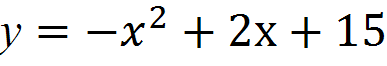 y = −x² + 2x + 15